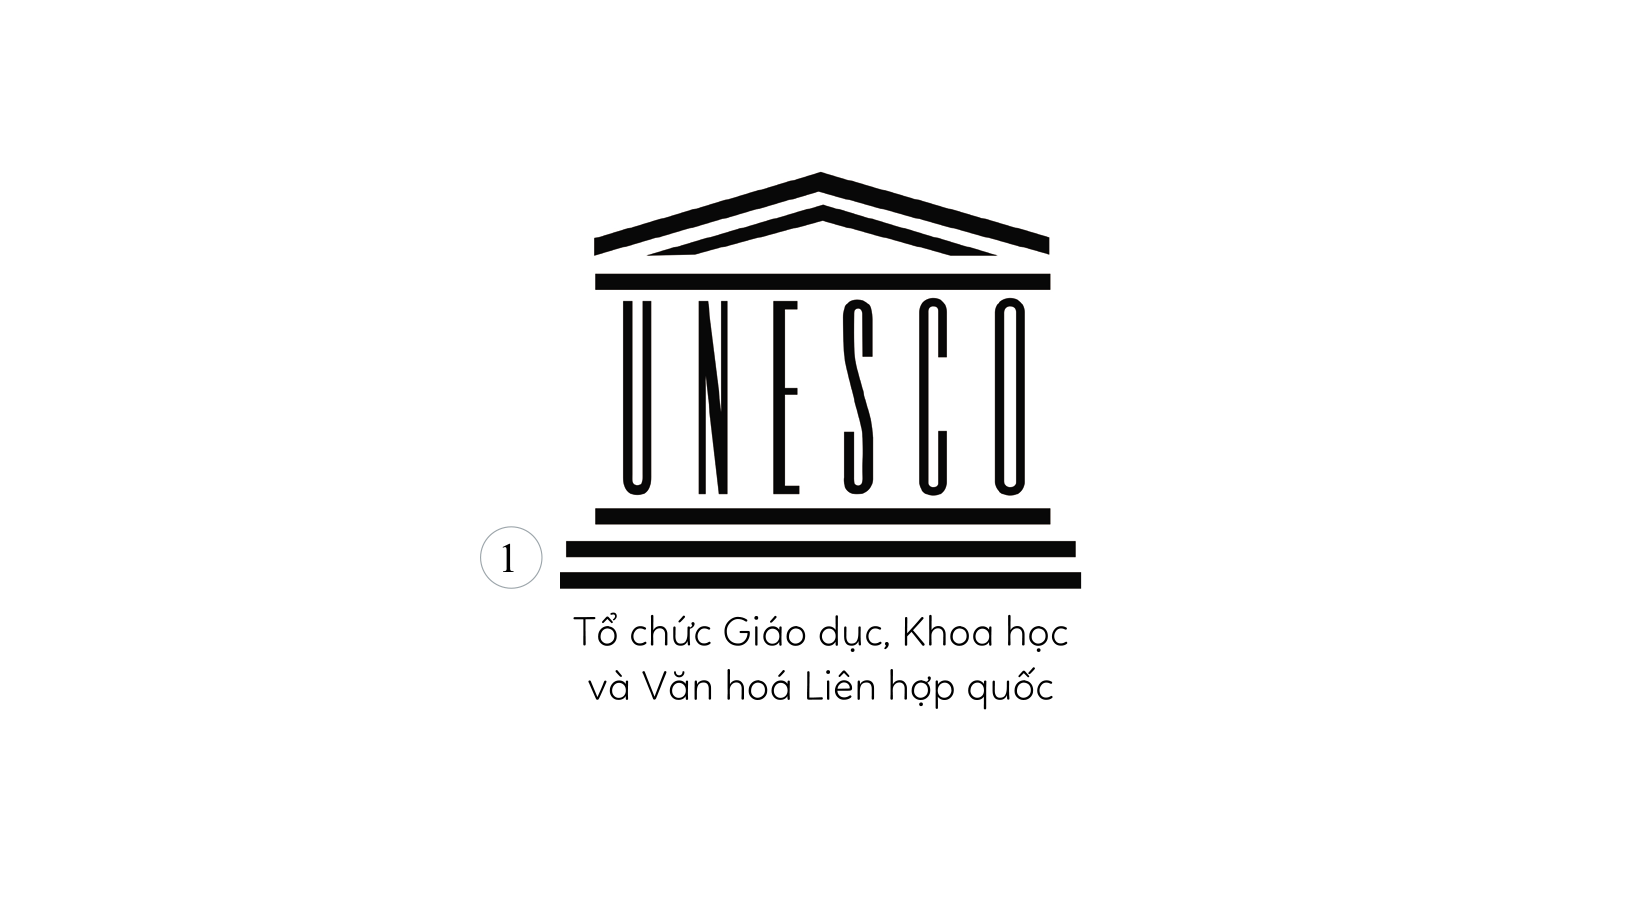 UNESCO
1
Tổ chức Giáo dục, Khoa học
và Văn hoá Liên hợp quốc